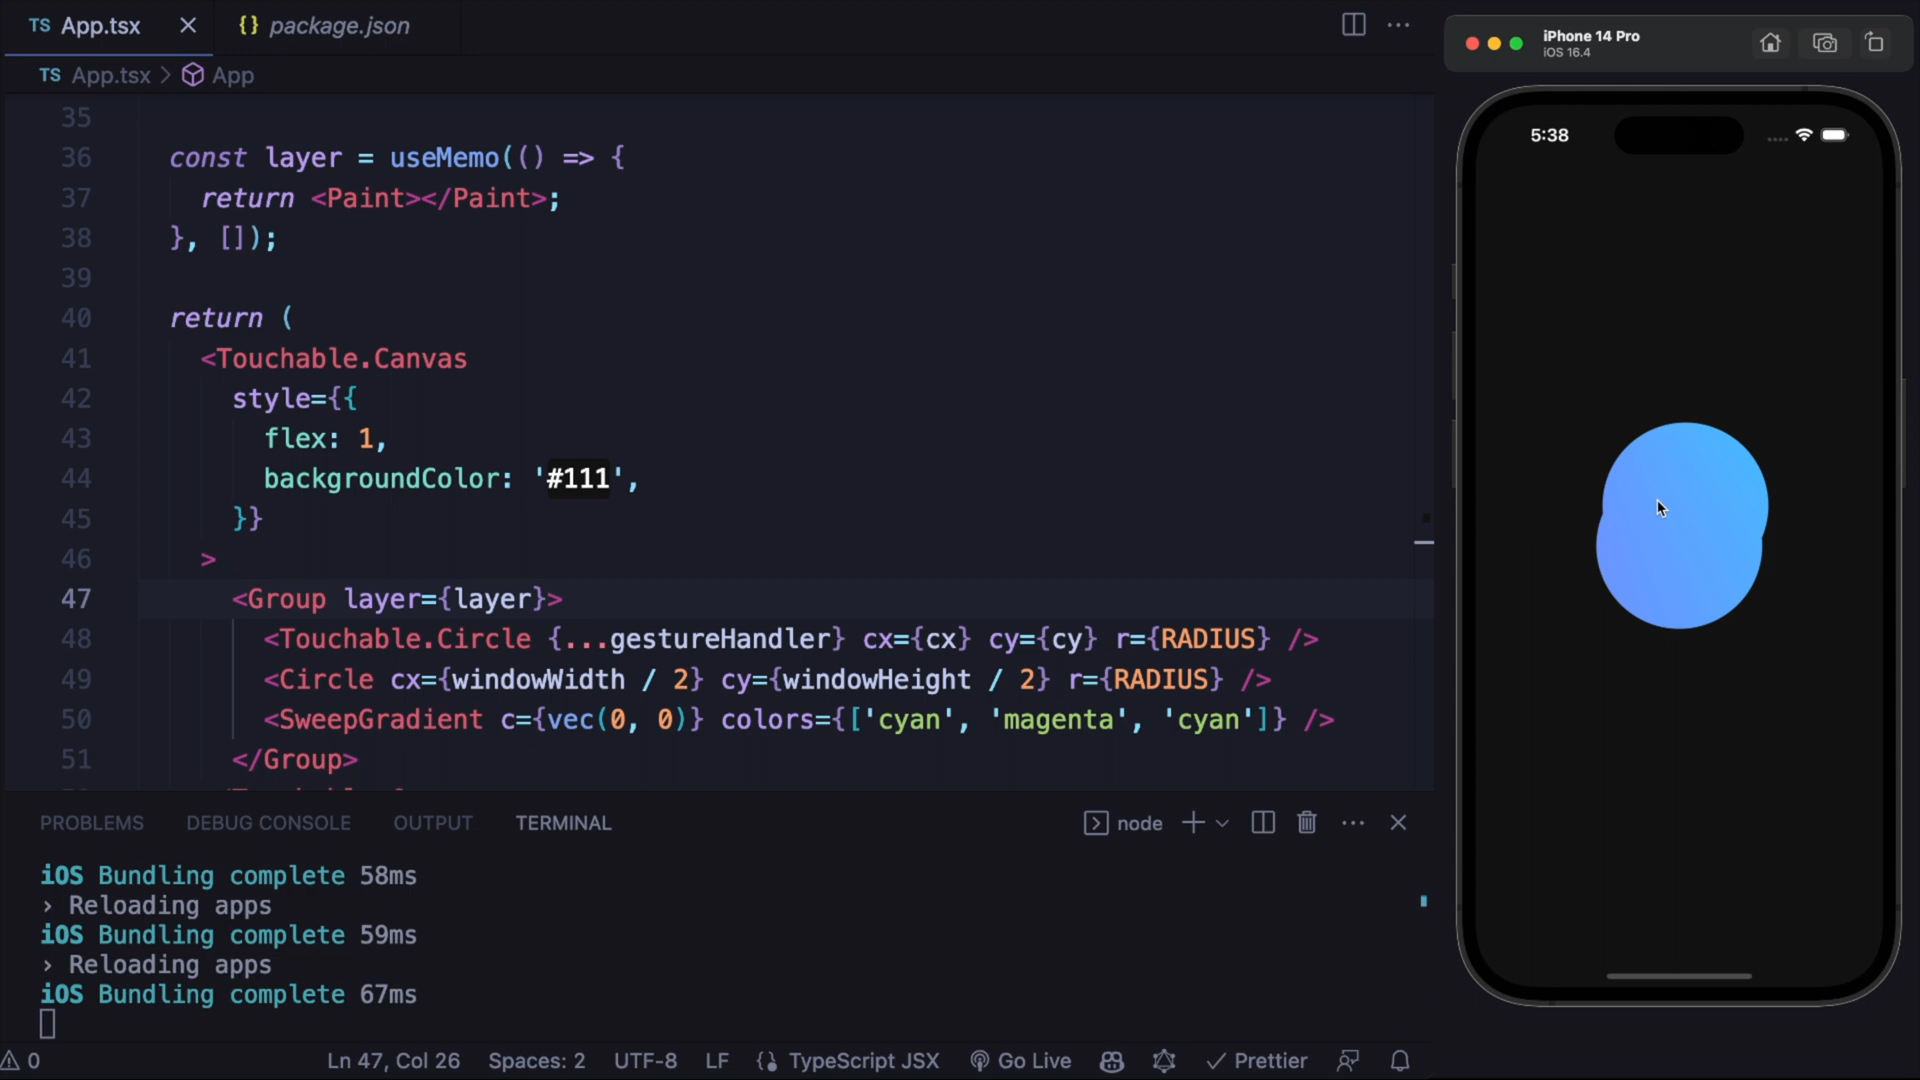 TS App.tsx
{} package.json
TS App.tsx > App
35
36 const layer = useMemo(() => {
37 return <Paint></Paint>;
38 }, []);
39
40 return (
41 <Touchable.Canvas
42 style={{
43 flex: 1,
44 backgroundColor: '#111',
45 }}
46 >
47 <Group layer={layer}>
48 <Touchable.Circle {...gestureHandler} cx={cx} cy={cy} r={RADIUS} />
49 <Circle cx={windowWidth / 2} cy={windowHeight / 2} r={RADIUS} />
50 <SweepGradient c={vec(0, 0)} colors={['cyan', 'magenta', 'cyan']} />
51 </Group>
PROBLEMS DEBUG CONSOLE OUTPUT TERMINAL
node
iOS Bundling complete 58ms
› Reloading apps
iOS Bundling complete 59ms
› Reloading apps
iOS Bundling complete 67ms
0 Ln 47, Col 26 Spaces: 2 UTF-8 LF TypeScript JSX Go Live Prettier
iPhone 14 Pro
iOS 16.4
5:38